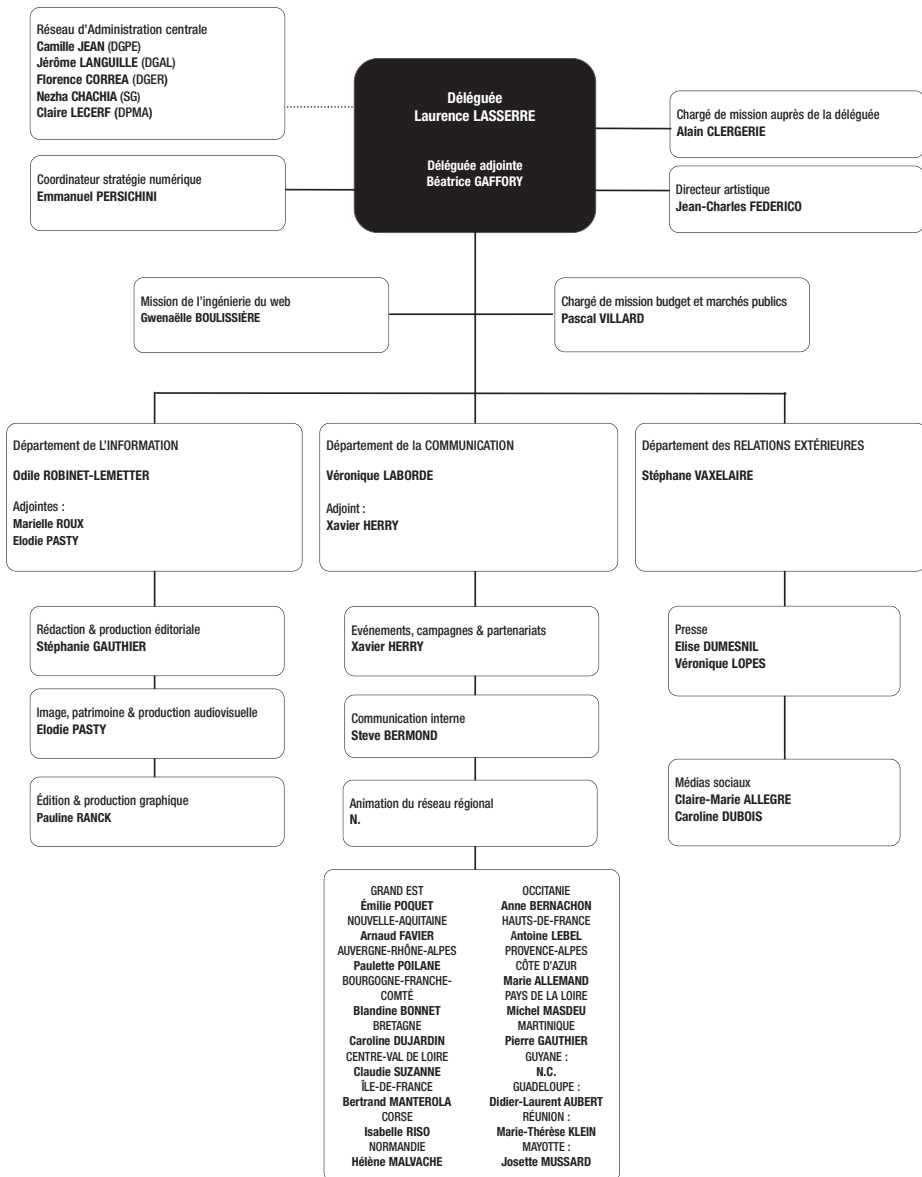 Réseau d'Administration centrale
Camille JEAN (DGPE)
Jérôme LANGUILLE (DGAL)
Florence CORREA (DGER)
Nezha CHACHIA (SG)
Claire LECERF (DPMA)
Déléguée
Laurence LASSERRE
Déléguée adjointe
Béatrice GAFFORY
Chargé de mission auprès de la déléguée
Alain CLERGERIE
Coordinateur stratégie numérique
Emmanuel PERSICHINI
Directeur artistique
Jean-Charles FEDERICO
Mission de l'ingénierie du web
Gwenaëlle BOULISSIÈRE
Chargé de mission budget et marchés publics
Pascal VILLARD
Département de L'INFORMATION
Odile ROBINET-LEMETTER
Adjointes :
Marielle ROUX
Elodie PASTY
Département de la COMMUNICATION
Véronique LABORDE
Adjoint :
Xavier HERRY
Département des RELATIONS EXTÉRIEURES
Stéphane VAXELAIRE
Rédaction & production éditoriale
Stéphanie GAUTHIER
Image, patrimoine & production audiovisuelle
Elodie PASTY
Édition & production graphique
Pauline RANCK
Evénements, campagnes & partenariats
Xavier HERRY
Communication interne
Steve BERMOND
Animation du réseau régional
N.
Presse
Elise DUMESNIL
Véronique LOPES
Médias sociaux
Claire-Marie ALLEGRE
Caroline DUBOIS
GRAND EST
Émilie POQUET
NOUVELLE-AQUITAINE
Arnaud FAVIER
AUVERGNE-RHÔNE-ALPES
Paulette POILANE
BOURGOGNE-FRANCHE-
COMTÉ
Blandine BONNET
BRETAGNE
Caroline DUJARDIN
CENTRE-VAL DE LOIRE
Claudie SUZANNE
ÎLE-DE-FRANCE
Bertrand MANTEROLA
CORSE
Isabelle RISO
NORMANDIE
Hélène MALVACHE
OCCITANIE
Anne BERNACHON
HAUTS-DE-FRANCE
Antoine LEBEL
PROVENCE-ALPES
CÔTE D'AZUR
Marie ALLEMAND
PAYS DE LA LOIRE
Michel MASDEU
MARTINIQUE
Pierre GAUTHIER
GUYANE :
N.C.
GUADELOUPE :
Didier-Laurent AUBERT
RÉUNION :
Marie-Thérèse KLEIN
MAYOTTE :
Josette MUSSARD